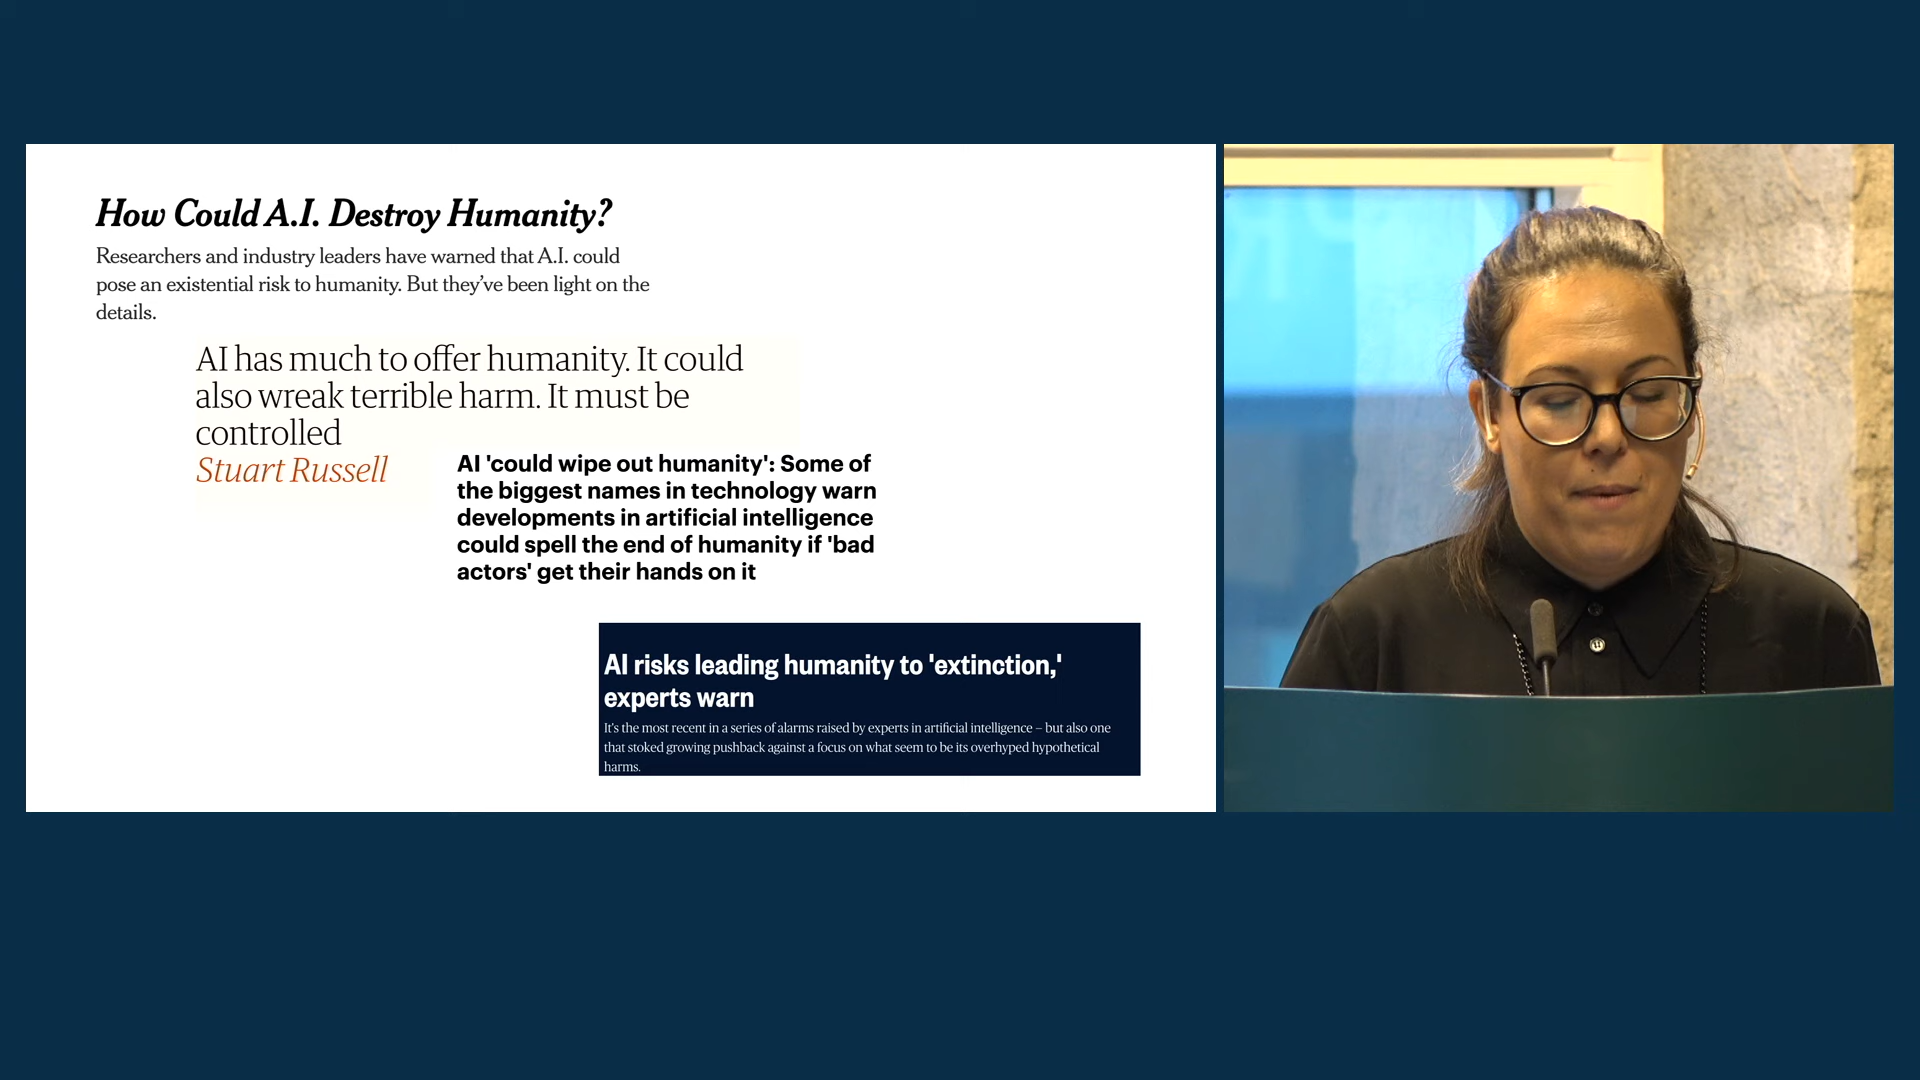 How Could A.I. Destroy Humanity?
Researchers and industry leaders have warned that A.I. could
pose an existential risk to humanity. But they’ve been light on the
details.
AI has much to offer humanity. It could
also wreak terrible harm. It must be
controlled
Stuart Russell
AI 'could wipe out humanity': Some of
the biggest names in technology warn
developments in artificial intelligence
could spell the end of humanity if 'bad
actors' get their hands on it
AI risks leading humanity to 'extinction,'
experts warn
It's the most recent in a series of alarms raised by experts in artificial intelligence – but also one
that stoked growing pushback against a focus on what seem to be its overhyped hypothetical
harms.